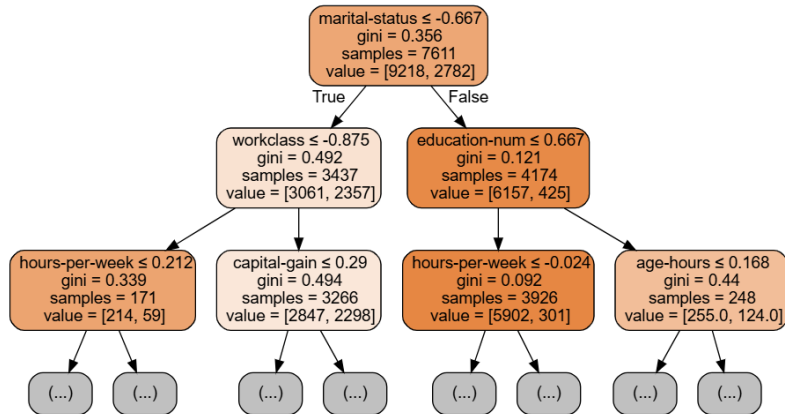 marital-status ≤ -0.667
gini = 0.356
samples = 7611
value = [9218, 2782]
True
False
workclass ≤ -0.875
gini = 0.492
samples = 3437
value = [3061, 2357]
education-num ≤ 0.667
gini = 0.121
samples = 4174
value = [6157, 425]
hours-per-week ≤ 0.212
gini = 0.339
samples = 171
value = [214, 59]
capital-gain ≤ 0.29
gini = 0.494
samples = 3266
value = [2847, 2298]
hours-per-week ≤ -0.024
gini = 0.092
samples = 3926
value = [5902, 301]
age-hours ≤ 0.168
gini = 0.44
samples = 248
value = [255.0, 124.0]
(...)
(...)
(...)
(...)
(...)
(...)
(...)
(...)